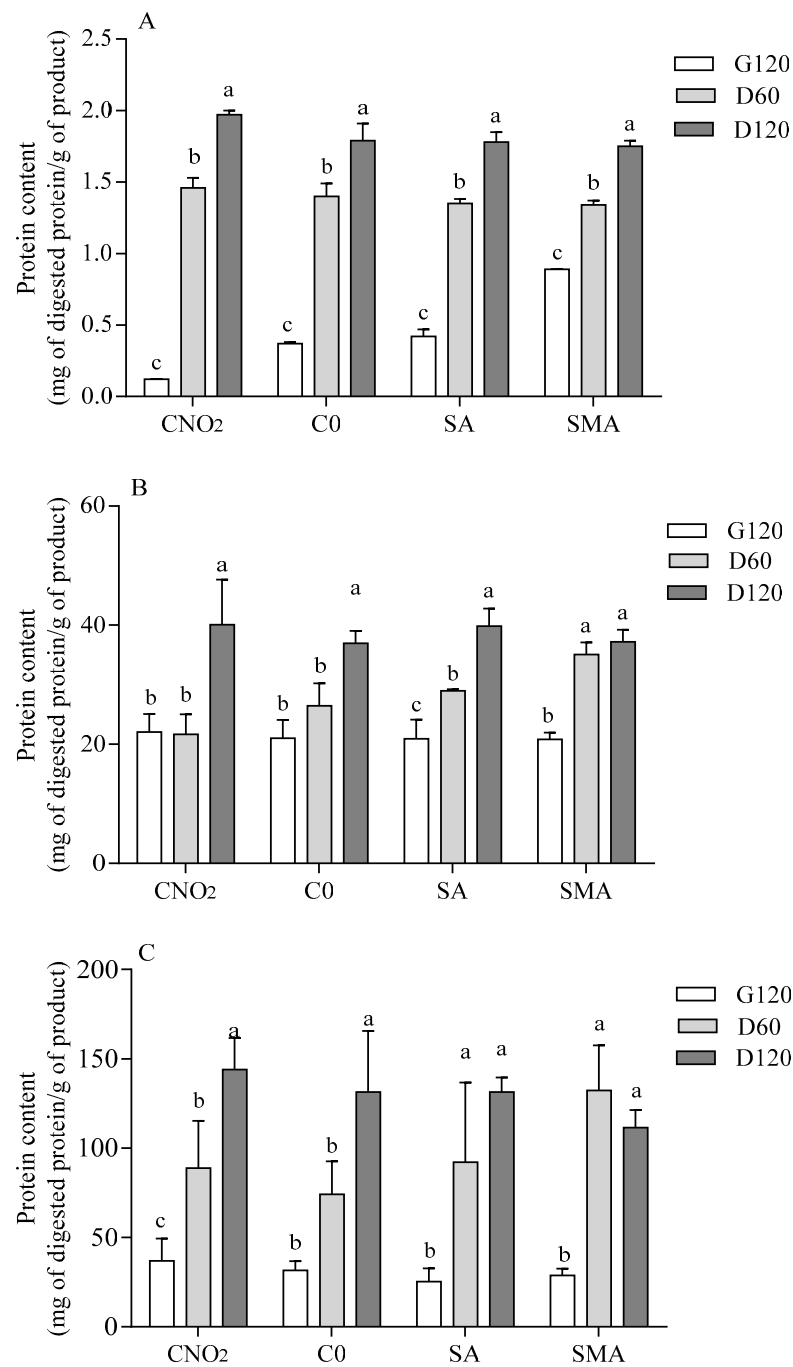 A
Protein content
(mg of digested protein/g of product)
2.5
2.0
1.5
1.0
0.5
0.0
c b a
c b a
c b a
c b a
CNO2 C0 SA SMA
G120
D60
D120
B
Protein content
(mg of digested protein/g of product)
60
40
20
0
b b a
b b a
c b a
b a a
CNO2 C0 SA SMA
G120
D60
D120
C
Protein content
(mg of digested protein/g of product)
200
150
100
50
0
c b a
b b a
b a a
b a a
CNO2 C0 SA SMA
G120
D60
D120